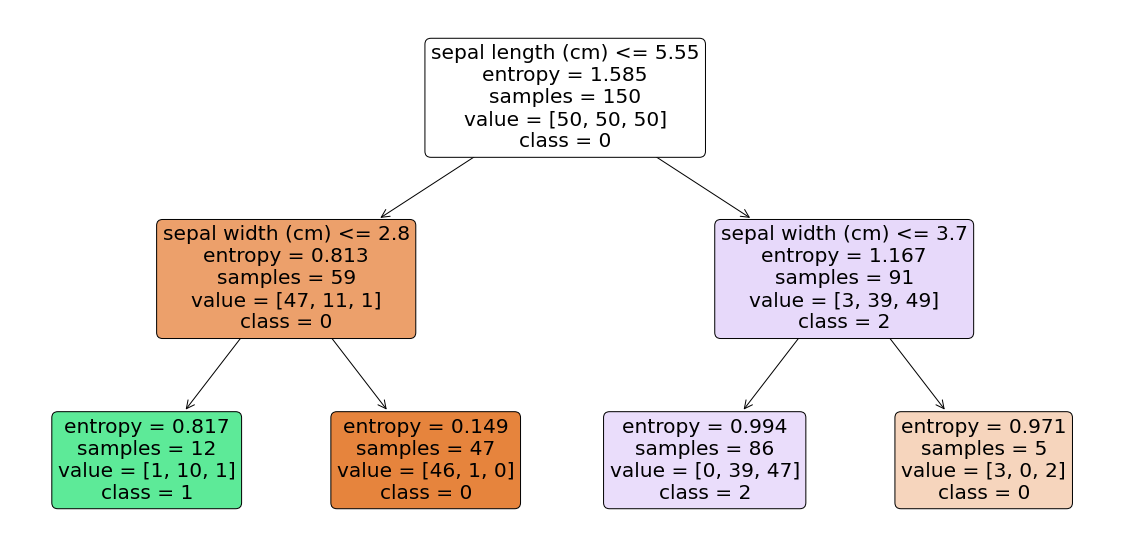 sepal length (cm) <= 5.55
entropy = 1.585
samples = 150
value = [50, 50, 50]
class = 0
sepal width (cm) <= 2.8
entropy = 0.813
samples = 59
value = [47, 11, 1]
class = 0
sepal width (cm) <= 3.7
entropy = 1.167
samples = 91
value = [3, 39, 49]
class = 2
entropy = 0.817
samples = 12
value = [1, 10, 1]
class = 1
entropy = 0.149
samples = 47
value = [46, 1, 0]
class = 0
entropy = 0.994
samples = 86
value = [0, 39, 47]
class = 2
entropy = 0.971
samples = 5
value = [3, 0, 2]
class = 0